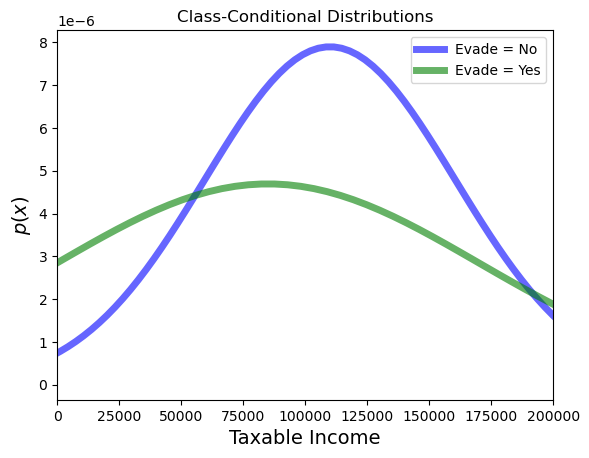 Class-Conditional Distributions
1e−6
Evade = No
Evade = Yes
8
7
6
5
4
3
2
1
0
p(x)
0 25000 50000 75000 100000 125000 150000 175000 200000
Taxable Income